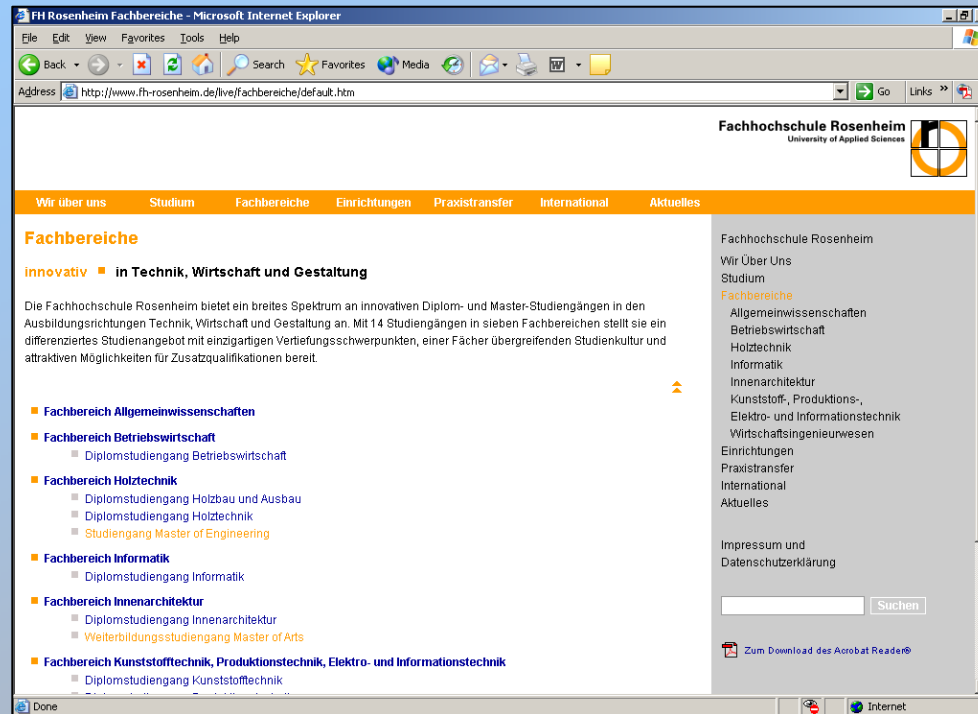 FH Rosenheim Fachbereiche - Microsoft Internet Explorer
File Edit View Favorites Tools Help
Back Search Favorites Media
Address http://www.fh-rosenheim.de/live/fachbereiche/default.htm Go Links »
Fachhochschule Rosenheim
University of Applied Sciences
Wir über uns Studium Fachbereiche Einrichtungen Praxistransfer International Aktuelles
Fachbereiche
innovativ in Technik, Wirtschaft und Gestaltung
Die Fachhochschule Rosenheim bietet ein breites Spektrum an innovativen Diplom- und Master-Studiengängen in den
Ausbildungsrichtungen Technik, Wirtschaft und Gestaltung an. Mit 14 Studiengängen in sieben Fachbereichen stellt sie ein
differenziertes Studienangebot mit einzigartigen Vertiefungsschwerpunkten, einer Fächer übergreifenden Studienkultur und
attraktiven Möglichkeiten für Zusatzqualifikationen bereit.
Fachbereich Allgemeinwissenschaften
Fachbereich Betriebswirtschaft
Diplomstudiengang Betriebswirtschaft
Fachbereich Holztechnik
Diplomstudiengang Holzbau und Ausbau
Diplomstudiengang Holztechnik
Studiengang Master of Engineering
Fachbereich Informatik
Diplomstudiengang Informatik
Fachbereich Innenarchitektur
Diplomstudiengang Innenarchitektur
Weiterbildungsstudiengang Master of Arts
Fachbereich Kunststofftechnik, Produktionstechnik, Elektro- und Informationstechnik
Diplomstudiengang Kunststofftechnik
Fachhochschule Rosenheim
Wir Über Uns
Studium
Fachbereiche
Allgemeinwissenschaften
Betriebswirtschaft
Holztechnik
Informatik
Innenarchitektur
Kunststoff-, Produktions-,
Elektro- und Informationstechnik
Wirtschaftsingenieurwesen
Einrichtungen
Praxistransfer
International
Aktuelles
Impressum und
Datenschutzerklärung
Suchen
Zum Download des Acrobat Reader®
Done Internet